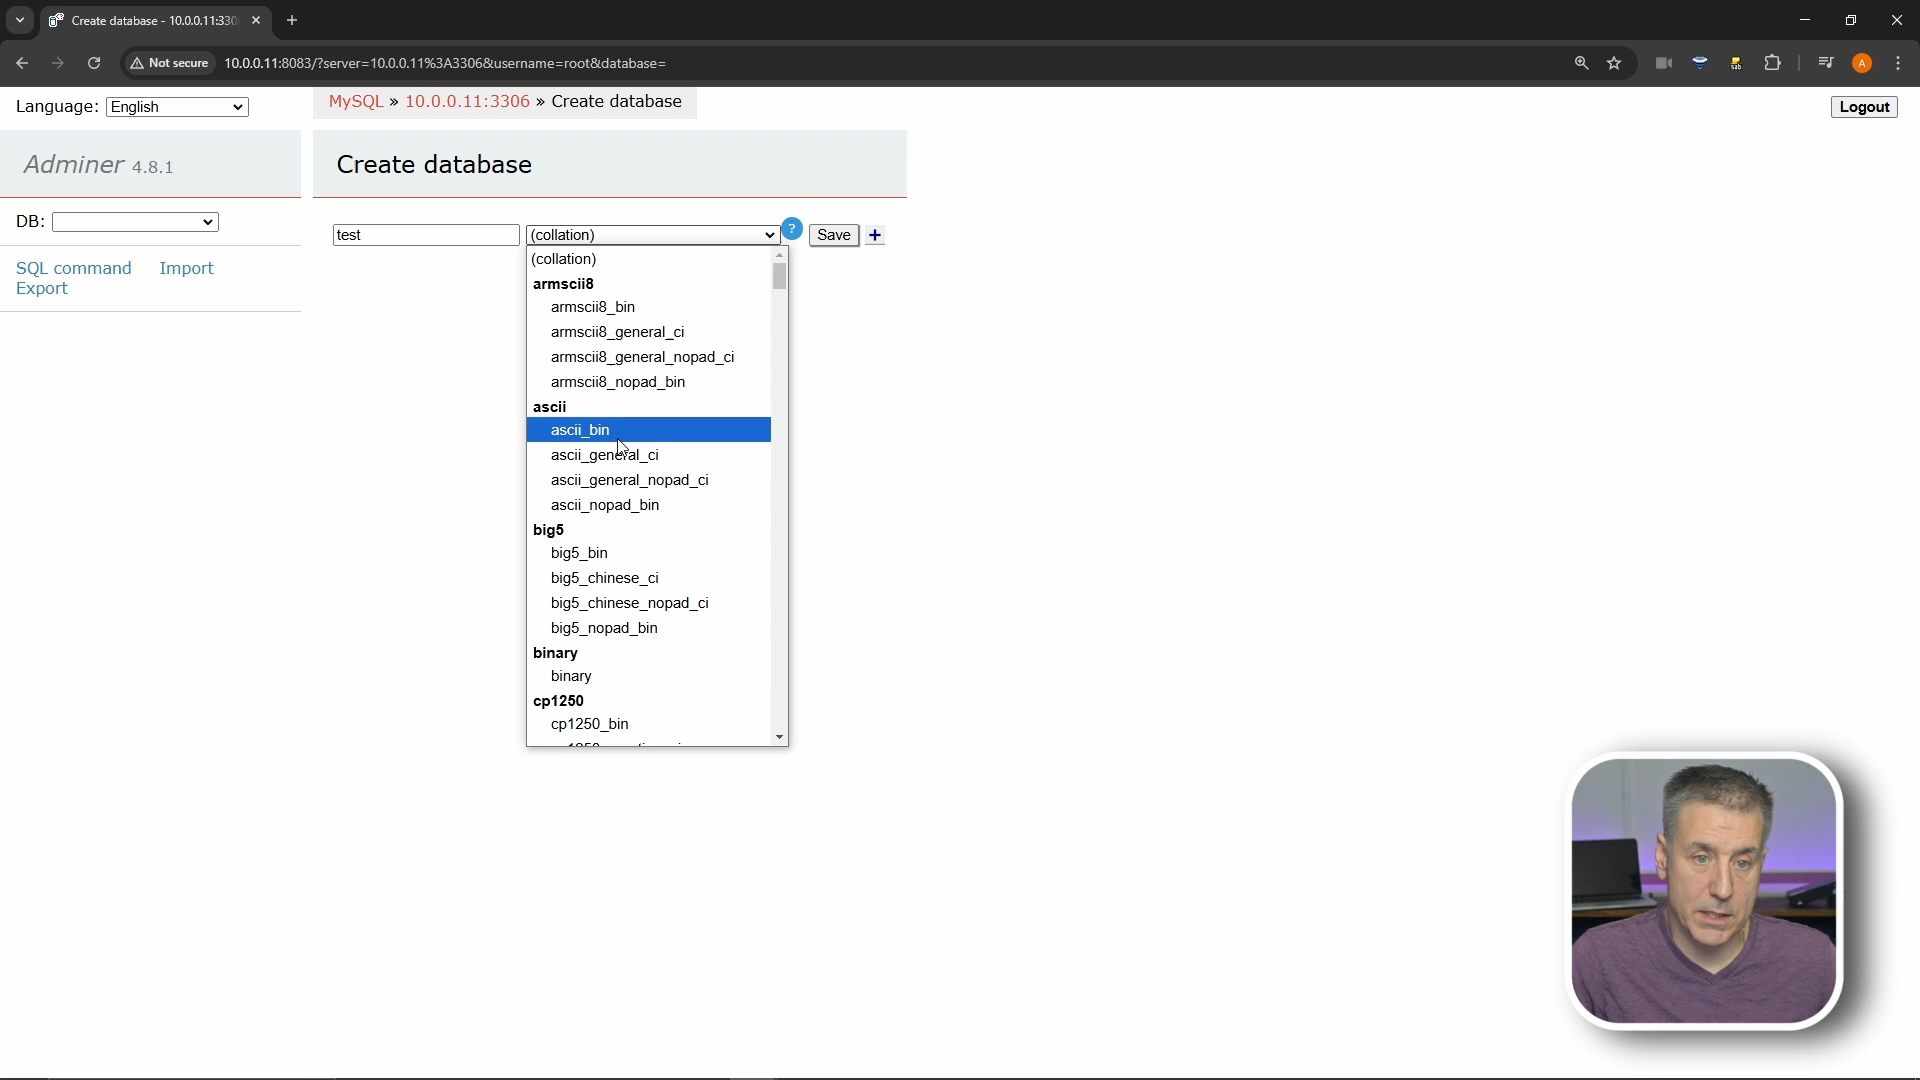 Create database - 10.0.0.11:330
Not secure
10.0.0.11:8083/?server=10.0.0.11%3A3306&username=root&database=
A
Language: English
MySQL » 10.0.0.11:3306 » Create database
Logout
Adminer 4.8.1
Create database
DB:
test
(collation)
?
Save
+
SQL command Import
Export
(collation)
armscii8
armscii8_bin
armscii8_general_ci
armscii8_general_nopad_ci
armscii8_nopad_bin
ascii
ascii_bin
ascii_general_ci
ascii_general_nopad_ci
ascii_nopad_bin
big5
big5_bin
big5_chinese_ci
big5_chinese_nopad_ci
big5_nopad_bin
binary
binary
cp1250
cp1250_bin